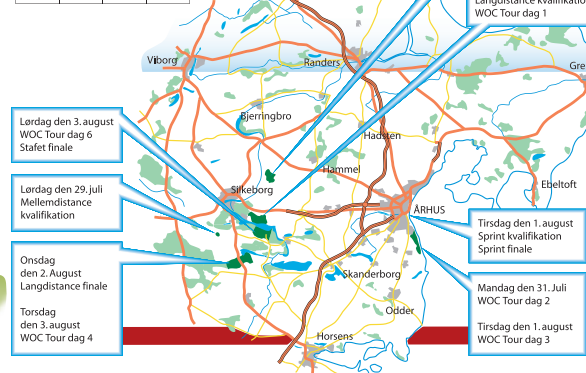 Langdistance kvalifikation
WOC Tour dag 1
Viborg
Randers
Gre
Bjerringbro
Hadsten
Hammel
Silkeborg
Ebeltoft
ÅRHUS
Skanderborg
Odder
Horsens
Lørdag den 3. august
WOC Tour dag 6
Stafet finale
Lørdag den 29. juli
Mellemdistance
kvalifikation
Onsdag
den 2. August
Langdistance finale
Torsdag
den 3. august
WOC Tour dag 4
Tirsdag den 1. august
Sprint kvalifikation
Sprint finale
Mandag den 31. Juli
WOC Tour dag 2
Tirsdag den 1. august
WOC Tour dag 3